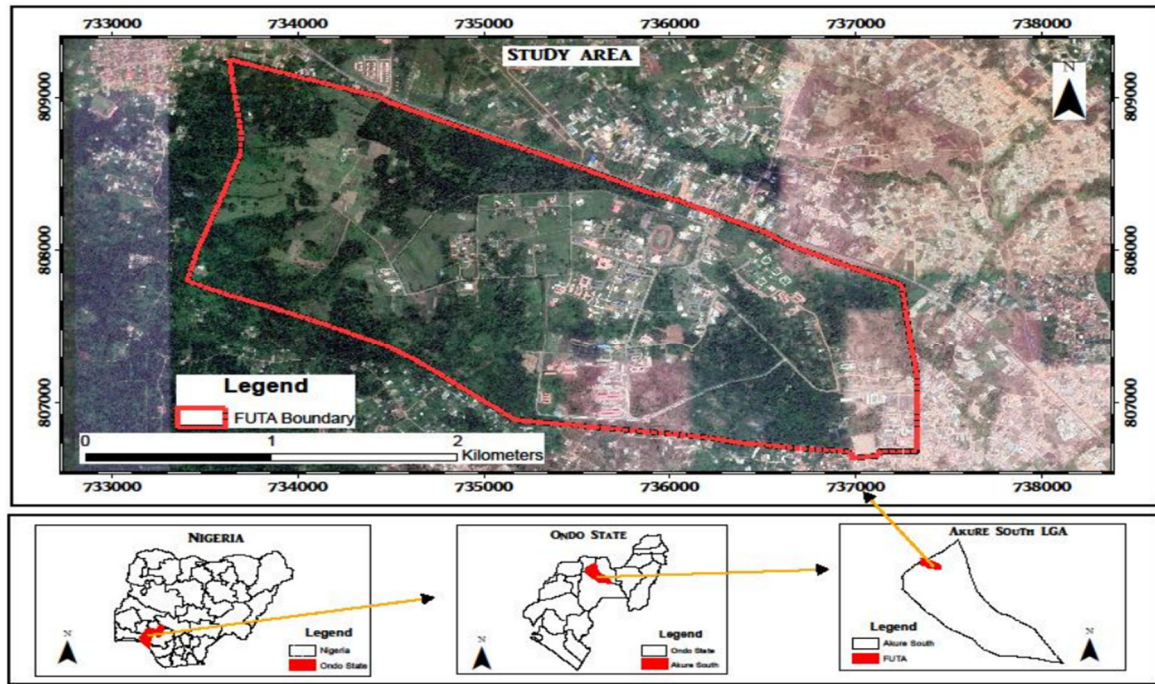 733000 734000 735000 736000 737000 738000
STUDY AREA
N
809000 809000
808000 808000
807000 807000
Legend
FUTA Boundary
0 1 2
Kilometers
733000 734000 735000 736000 737000 738000
NIGERIA
N
Legend
Nigeria
Ondo State
ONDO STATE
N
Legend
Ondo State
Akure South
AKURE SOUTH LGA
N
Legend
Akure South
FUTA